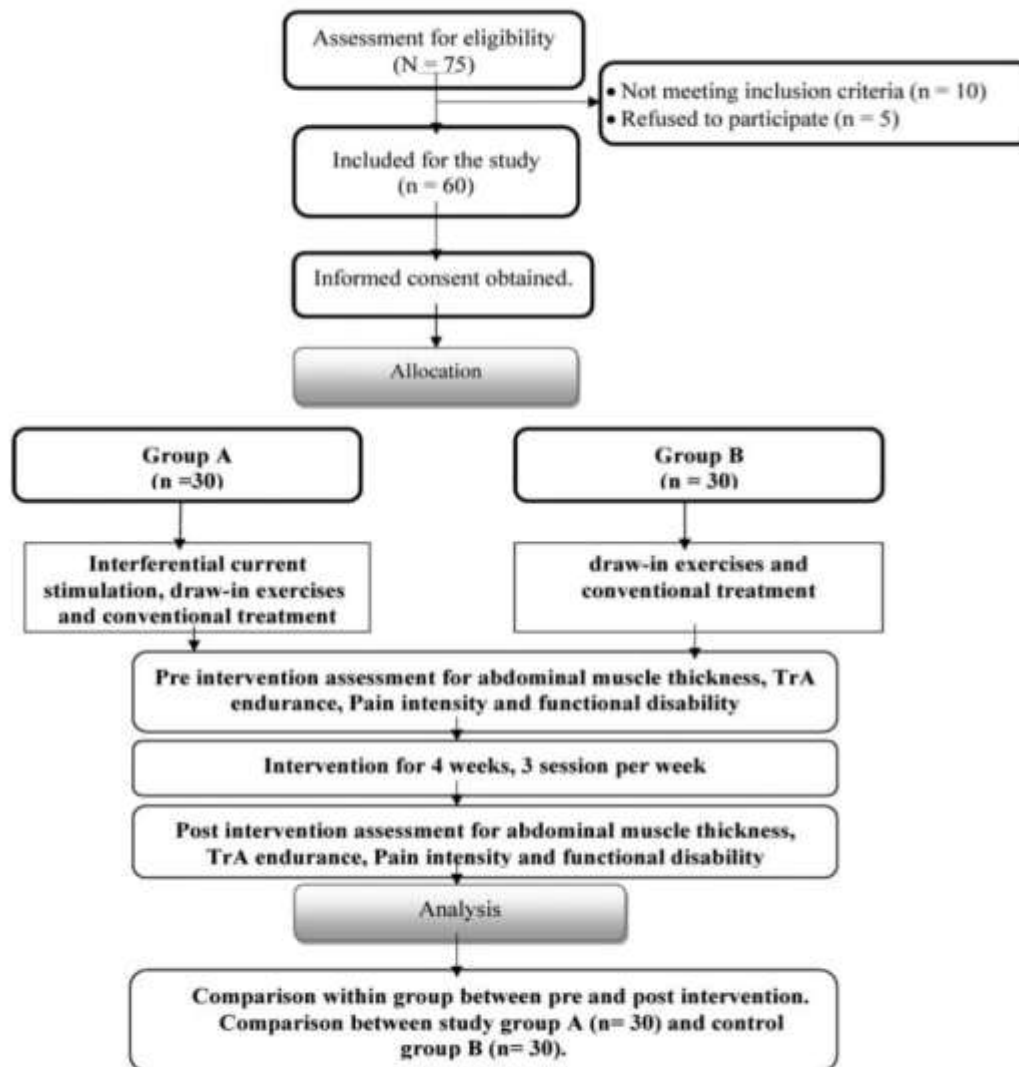 Assessment for eligibility
(N = 75)
• Not meeting inclusion criteria (n = 10)
• Refused to participate (n = 5)
Included for the study
(n = 60)
Informed consent obtained.
Allocation
Group A
(n =30)
Group B
(n = 30)
Interferential current
stimulation, draw-in exercises
and conventional treatment
draw-in exercises and
conventional treatment
Pre intervention assessment for abdominal muscle thickness, TrA
endurance, Pain intensity and functional disability
Intervention for 4 weeks, 3 session per week
Post intervention assessment for abdominal muscle thickness,
TrA endurance, Pain intensity and functional disability
Analysis
Comparison within group between pre and post intervention.
Comparison between study group A (n= 30) and control
group B (n= 30).